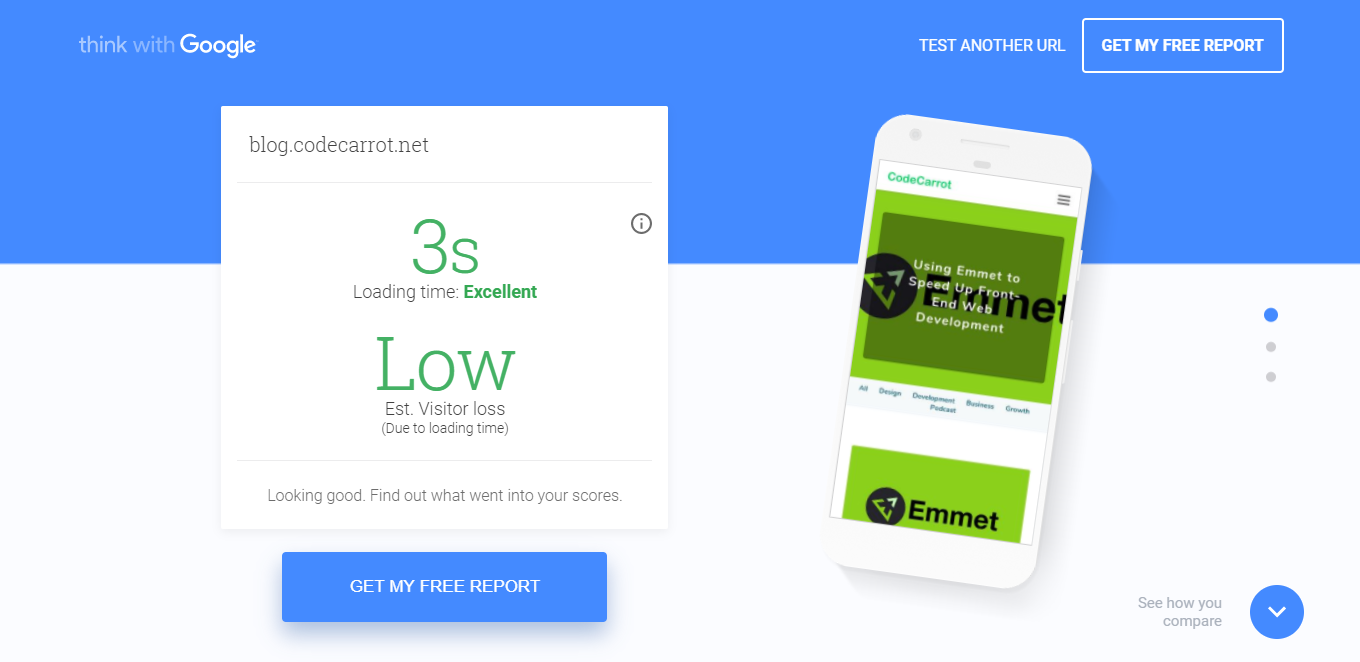 think with Google
TEST ANOTHER URL
GET MY FREE REPORT
blog.codecarrot.net
3s
Loading time: Excellent
Low
Est. Visitor loss
(Due to loading time)
Looking good. Find out what went into your scores.
GET MY FREE REPORT
CodeCarrot
Emmet
Using Emmet to
Speed Up Front-
End Web
Development
All Design Development Business Growth
Podcast
Emmet
See how you
compare